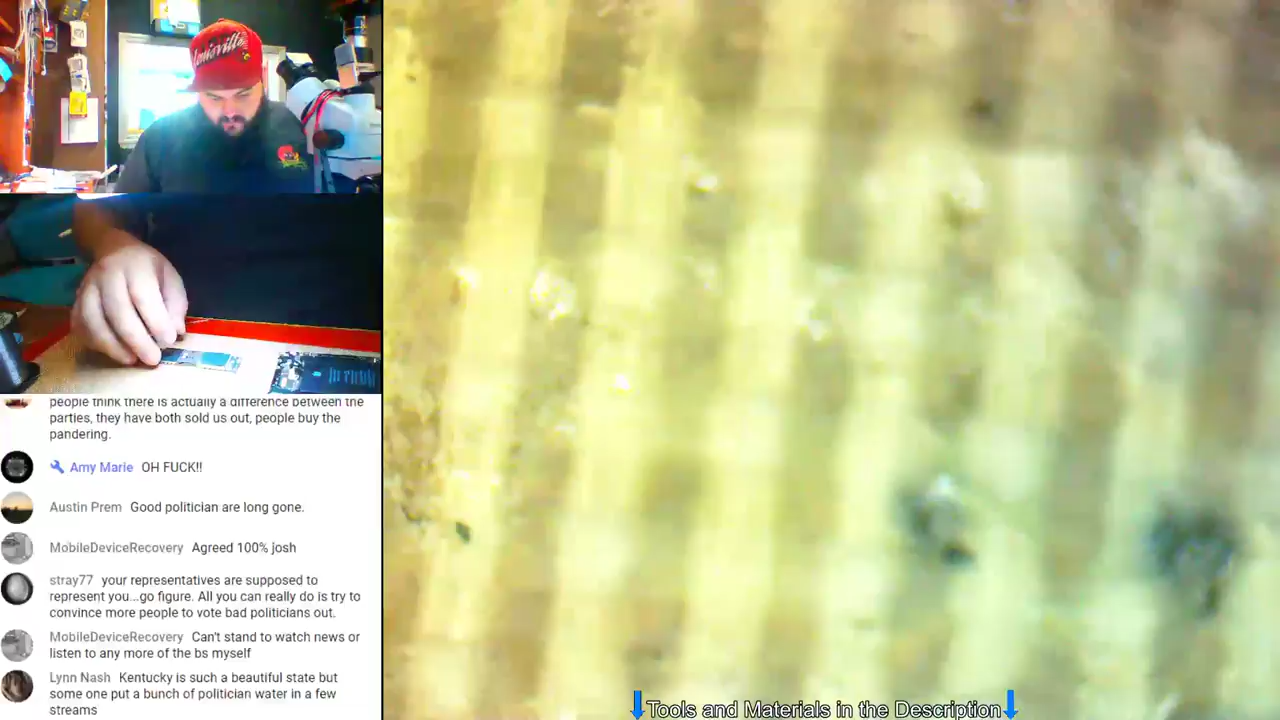 Louisville
people think there is actually a difference between the
parties, they have both sold us out, people buy the
pandering.
Amy Marie OH FUCK!!
Austin Prem Good politician are long gone.
MobileDeviceRecovery Agreed 100% josh
stray77 your representatives are supposed to
represent you...go figure. All you can really do is try to
convince more people to vote bad politicians out.
MobileDeviceRecovery Can't stand to watch news or
listen to any more of the bs myself
Lynn Nash Kentucky is such a beautiful state but
some one put a bunch of politician water in a few
streams
Tools and Materials in the Description